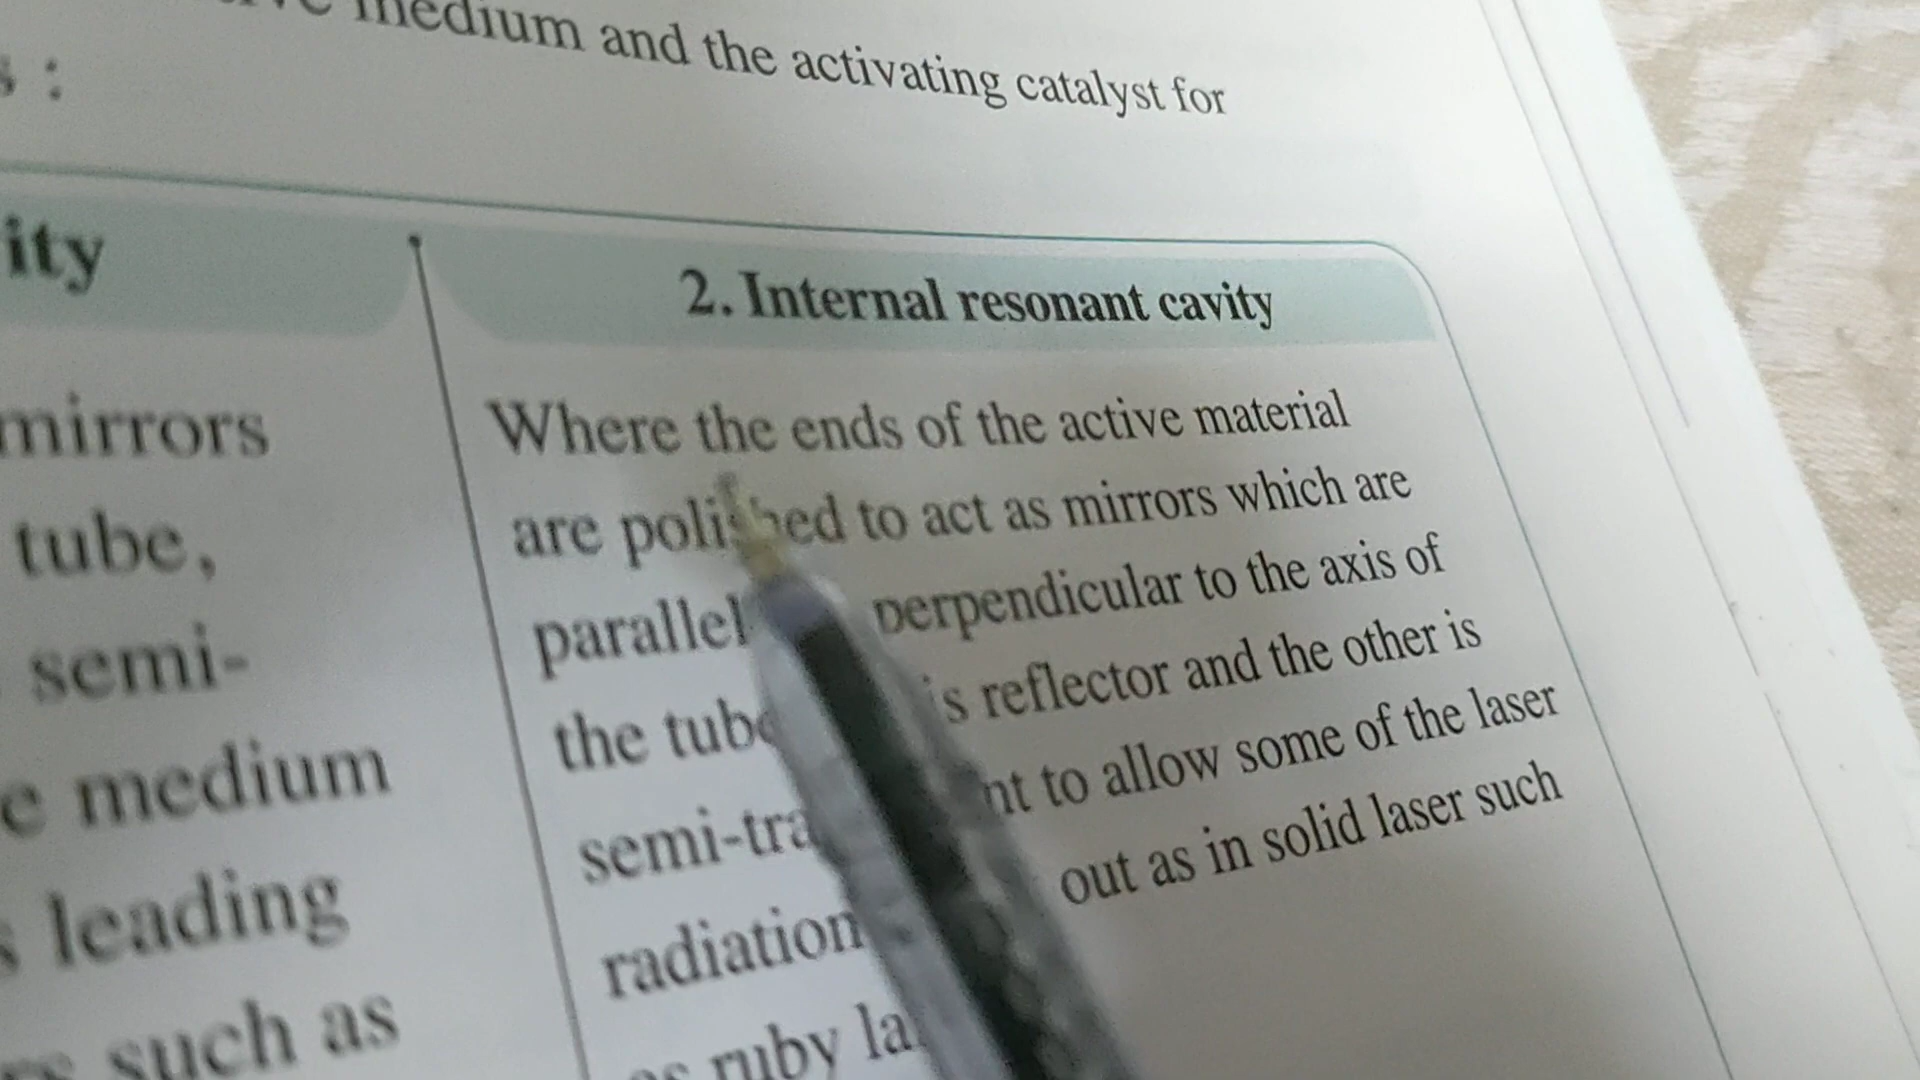 medium and the activating catalyst for
:
ity
2. Internal resonant cavity
mirrors
tube,
semi-
e medium
leading
such as
Where the ends of the active material
are polished to act as mirrors which are
parallel perpendicular to the axis of
the tube is reflector and the other is
semi-tra nt to allow some of the laser
radiation out as in solid laser such
as ruby la